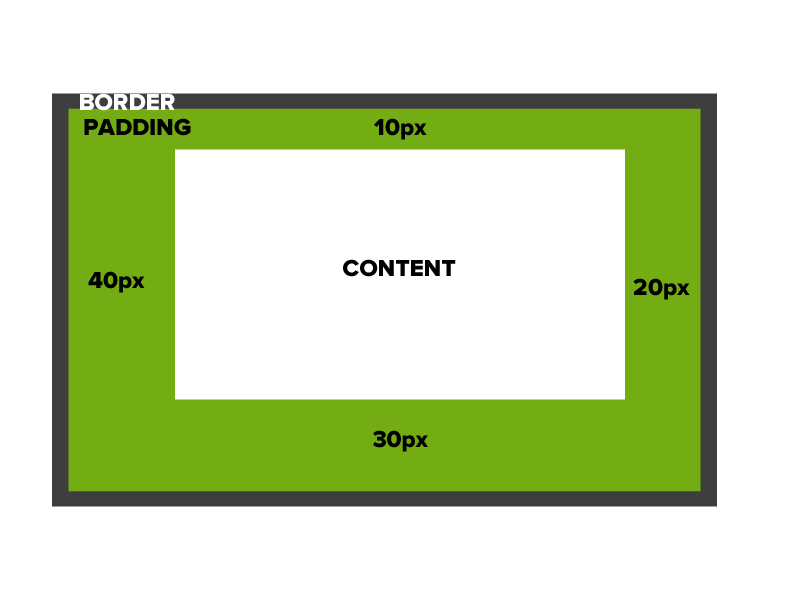 BORDER
PADDING
10px
CONTENT
40px
20px
30px